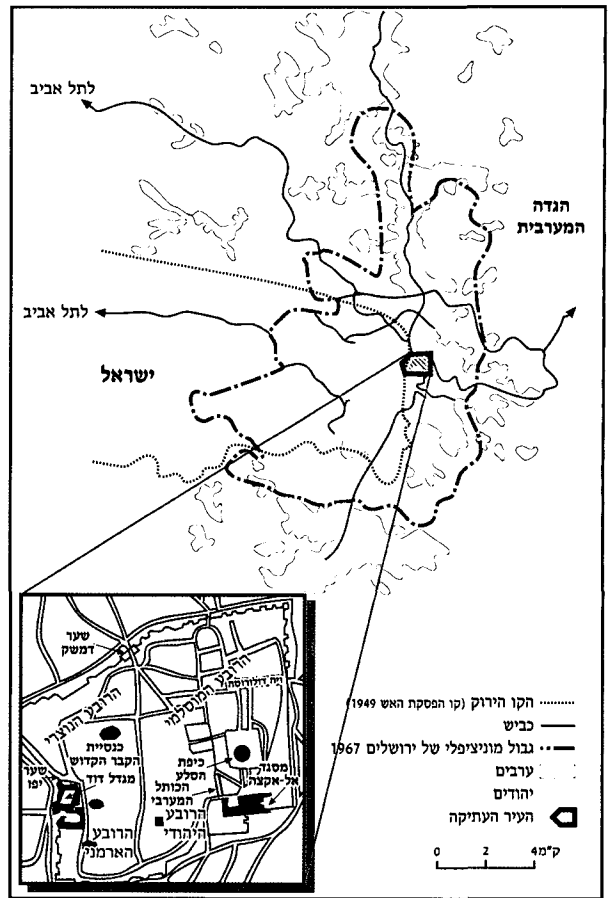 לתל אביב
הגדה
המערבית
לתל אביב
ישראל
הקו הירוק (קו הפסקת האש 1949)
כביש
גבול מוניציפלי של ירושלים 1967
ערבים
יהודים
העיר העתיקה
0 2 4 ק"מ
שער
דמשק
הרובע המוסלמי
ויה דולורוסה
הרובע הנוצרי
כנסיית
הקבר הקדוש
כיפת
הסלע
מסגד
אל-אקצה
שער
יפו
מגדל דוד
הכותל
המערבי
הרובע
היהודי
הרובע
הארמני